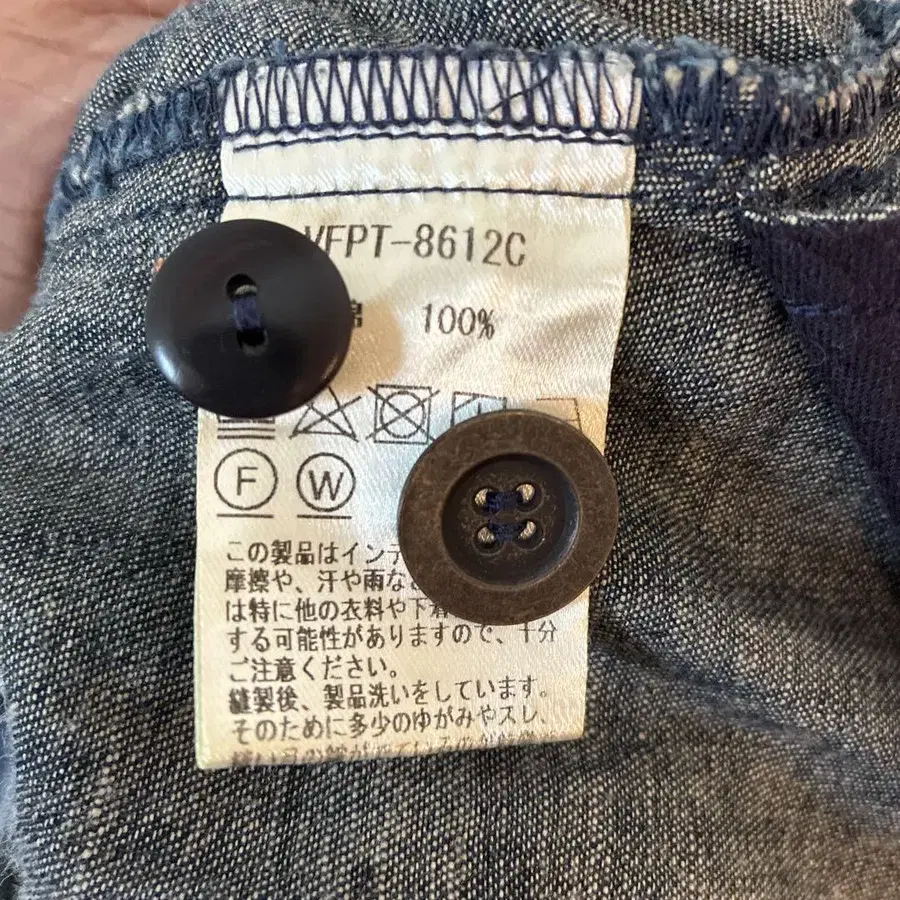 VFPT-8612C
綿 100%
F W
この製品はインデ
摩擦や、汗や雨な
は特に他の衣料や下着
する可能性がありますので、十分
ご注意ください。
縫製後、製品洗いをしています。
そのために多少のゆがみやスレ、